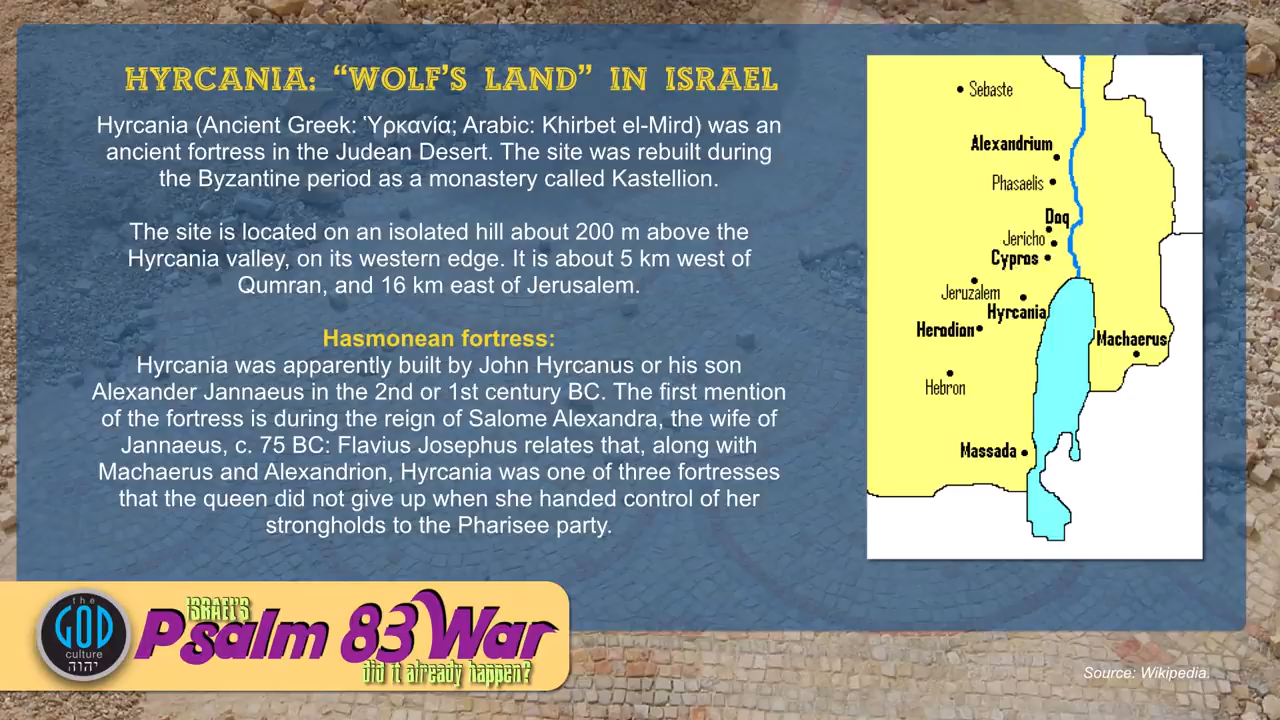 HYRCANIA: “WOLF’S LAND” IN ISRAEL
Hyrcania (Ancient Greek: Ὑρκανία; Arabic: Khirbet el-Mird) was an
ancient fortress in the Judean Desert. The site was rebuilt during
the Byzantine period as a monastery called Kastellion.
The site is located on an isolated hill about 200 m above the
Hyrcania valley, on its western edge. It is about 5 km west of
Qumran, and 16 km east of Jerusalem.
Hasmonean fortress:
Hyrcania was apparently built by John Hyrcanus or his son
Alexander Jannaeus in the 2nd or 1st century BC. The first mention
of the fortress is during the reign of Salome Alexandra, the wife of
Jannaeus, c. 75 BC: Flavius Josephus relates that, along with
Machaerus and Alexandrion, Hyrcania was one of three fortresses
that the queen did not give up when she handed control of her
strongholds to the Pharisee party.
Sebaste
Alexandrium
Phasaelis
Doq
Jericho
Cypros
Jeruzalem
Hyrcania
Herodion
Machaerus
Hebron
Massada
the
GOD
culture
יהוה
ISRAEL'S
Psalm 83 War
did it already happen?
Source: Wikipedia.